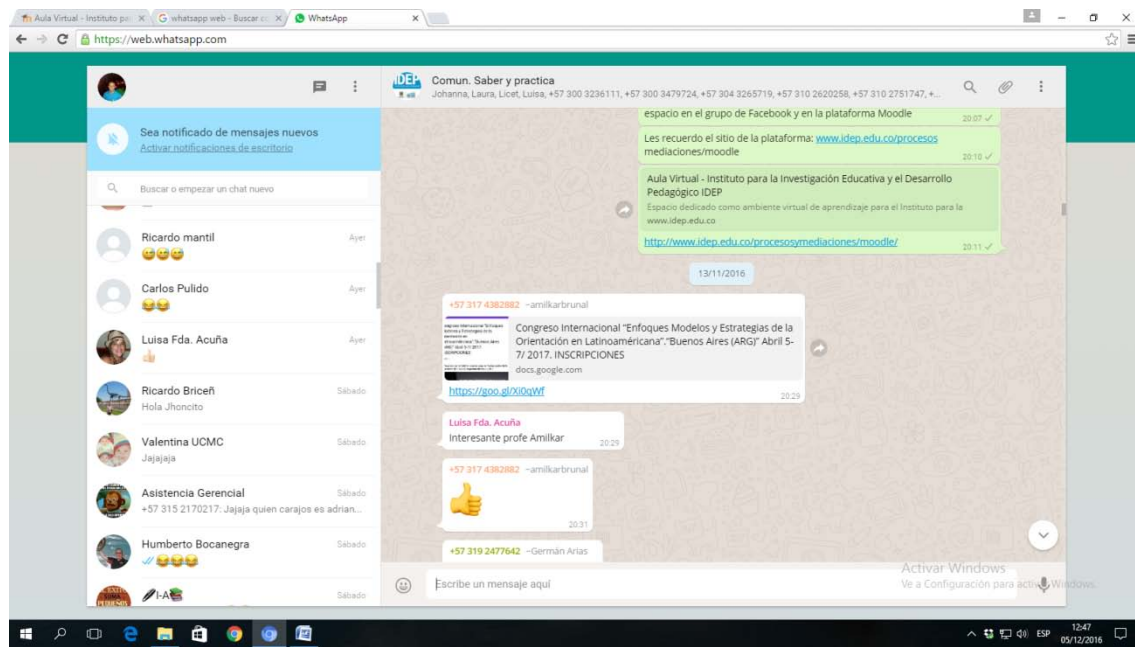 Aula Virtual - Instituto pa
whatsapp web - Buscar c
WhatsApp
https://web.whatsapp.com
Sea notificado de mensajes nuevos
Activar notificaciones de escritorio
Buscar o empezar un chat nuevo
Ricardo mantil Ayer
Carlos Pulido Ayer
Luisa Fda. Acuña Ayer
Ricardo Briceñ Sábado
Hola Jhoncito
Valentina UCMC Sábado
Jajajaja
Asistencia Gerencial Sábado
+57 315 2170217: Jajaja quien carajos es adrian...
Humberto Bocanegra Sábado
I-A Sábado
IDEP
Comun. Saber y practica
Johanna, Laura, Licet, Luisa, +57 300 3236111, +57 300 3479724, +57 304 3265719, +57 310 2620258, +57 310 2751747, +...
espacio en el grupo de Facebook y en la plataforma Moodle
20:07
Les recuerdo el sitio de la plataforma: www.idep.edu.co/procesos
mediaciones/moodle
20:10
Aula Virtual - Instituto para la Investigación Educativa y el Desarrollo
Pedagógico IDEP
Espacio dedicado como ambiente virtual de aprendizaje para el Instituto para la
www.idep.edu.co
http://www.idep.edu.co/procesosymediaciones/moodle/
20:11
13/11/2016
+57 317 4382882 ~amilkarbrunal
Congreso Internacional "Enfoques Modelos y Estrategias de la
Orientación en Latinoaméricana"."Buenos Aires (ARG)" Abril 5-
7/ 2017. INSCRIPCIONES
docs.google.com
https://goo.gl/Xi0qWf
20:29
Luisa Fda. Acuña
Interesante profe Amilkar 20:29
+57 317 4382882 ~amilkarbrunal
20:31
+57 319 2477642 ~Germán Arias
Escribe un mensaje aquí
Activar Windows
Ve a Configuración para activar Windows.
ESP
12:47
05/12/2016